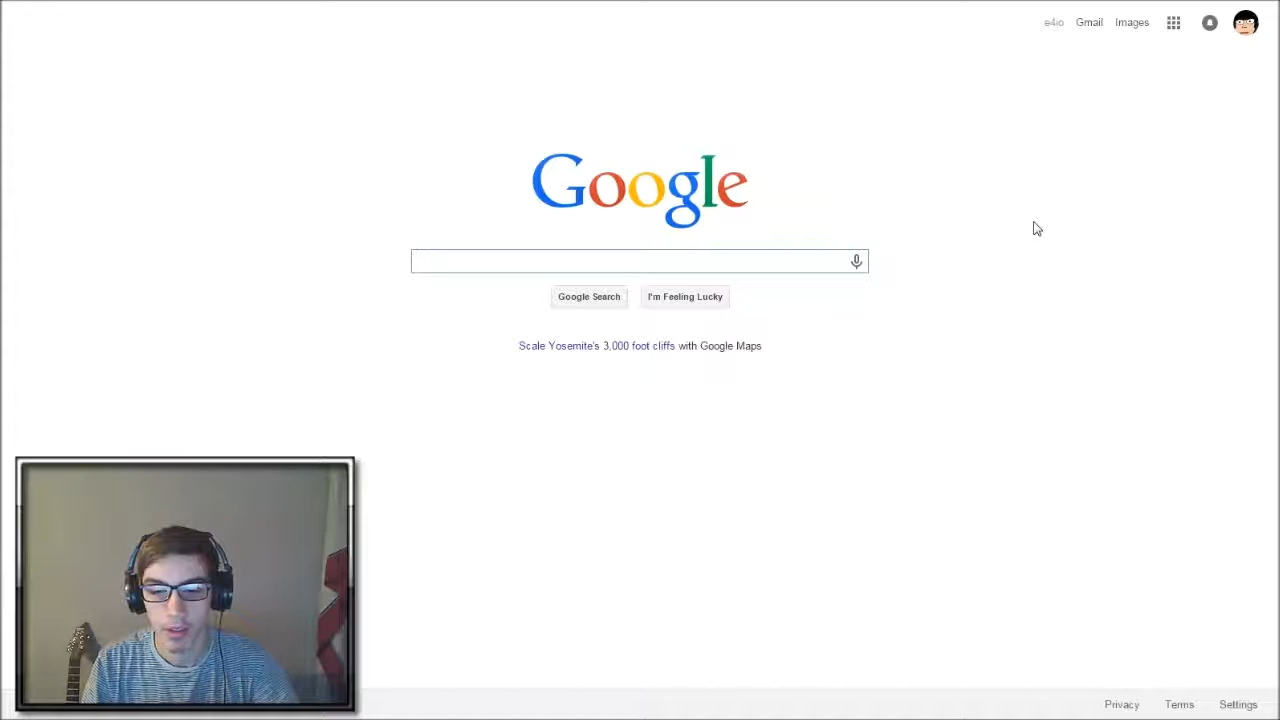 e4io Gmail Images
Google
Google Search I'm Feeling Lucky
Scale Yosemite's 3,000 foot cliffs with Google Maps
Privacy Terms Settings